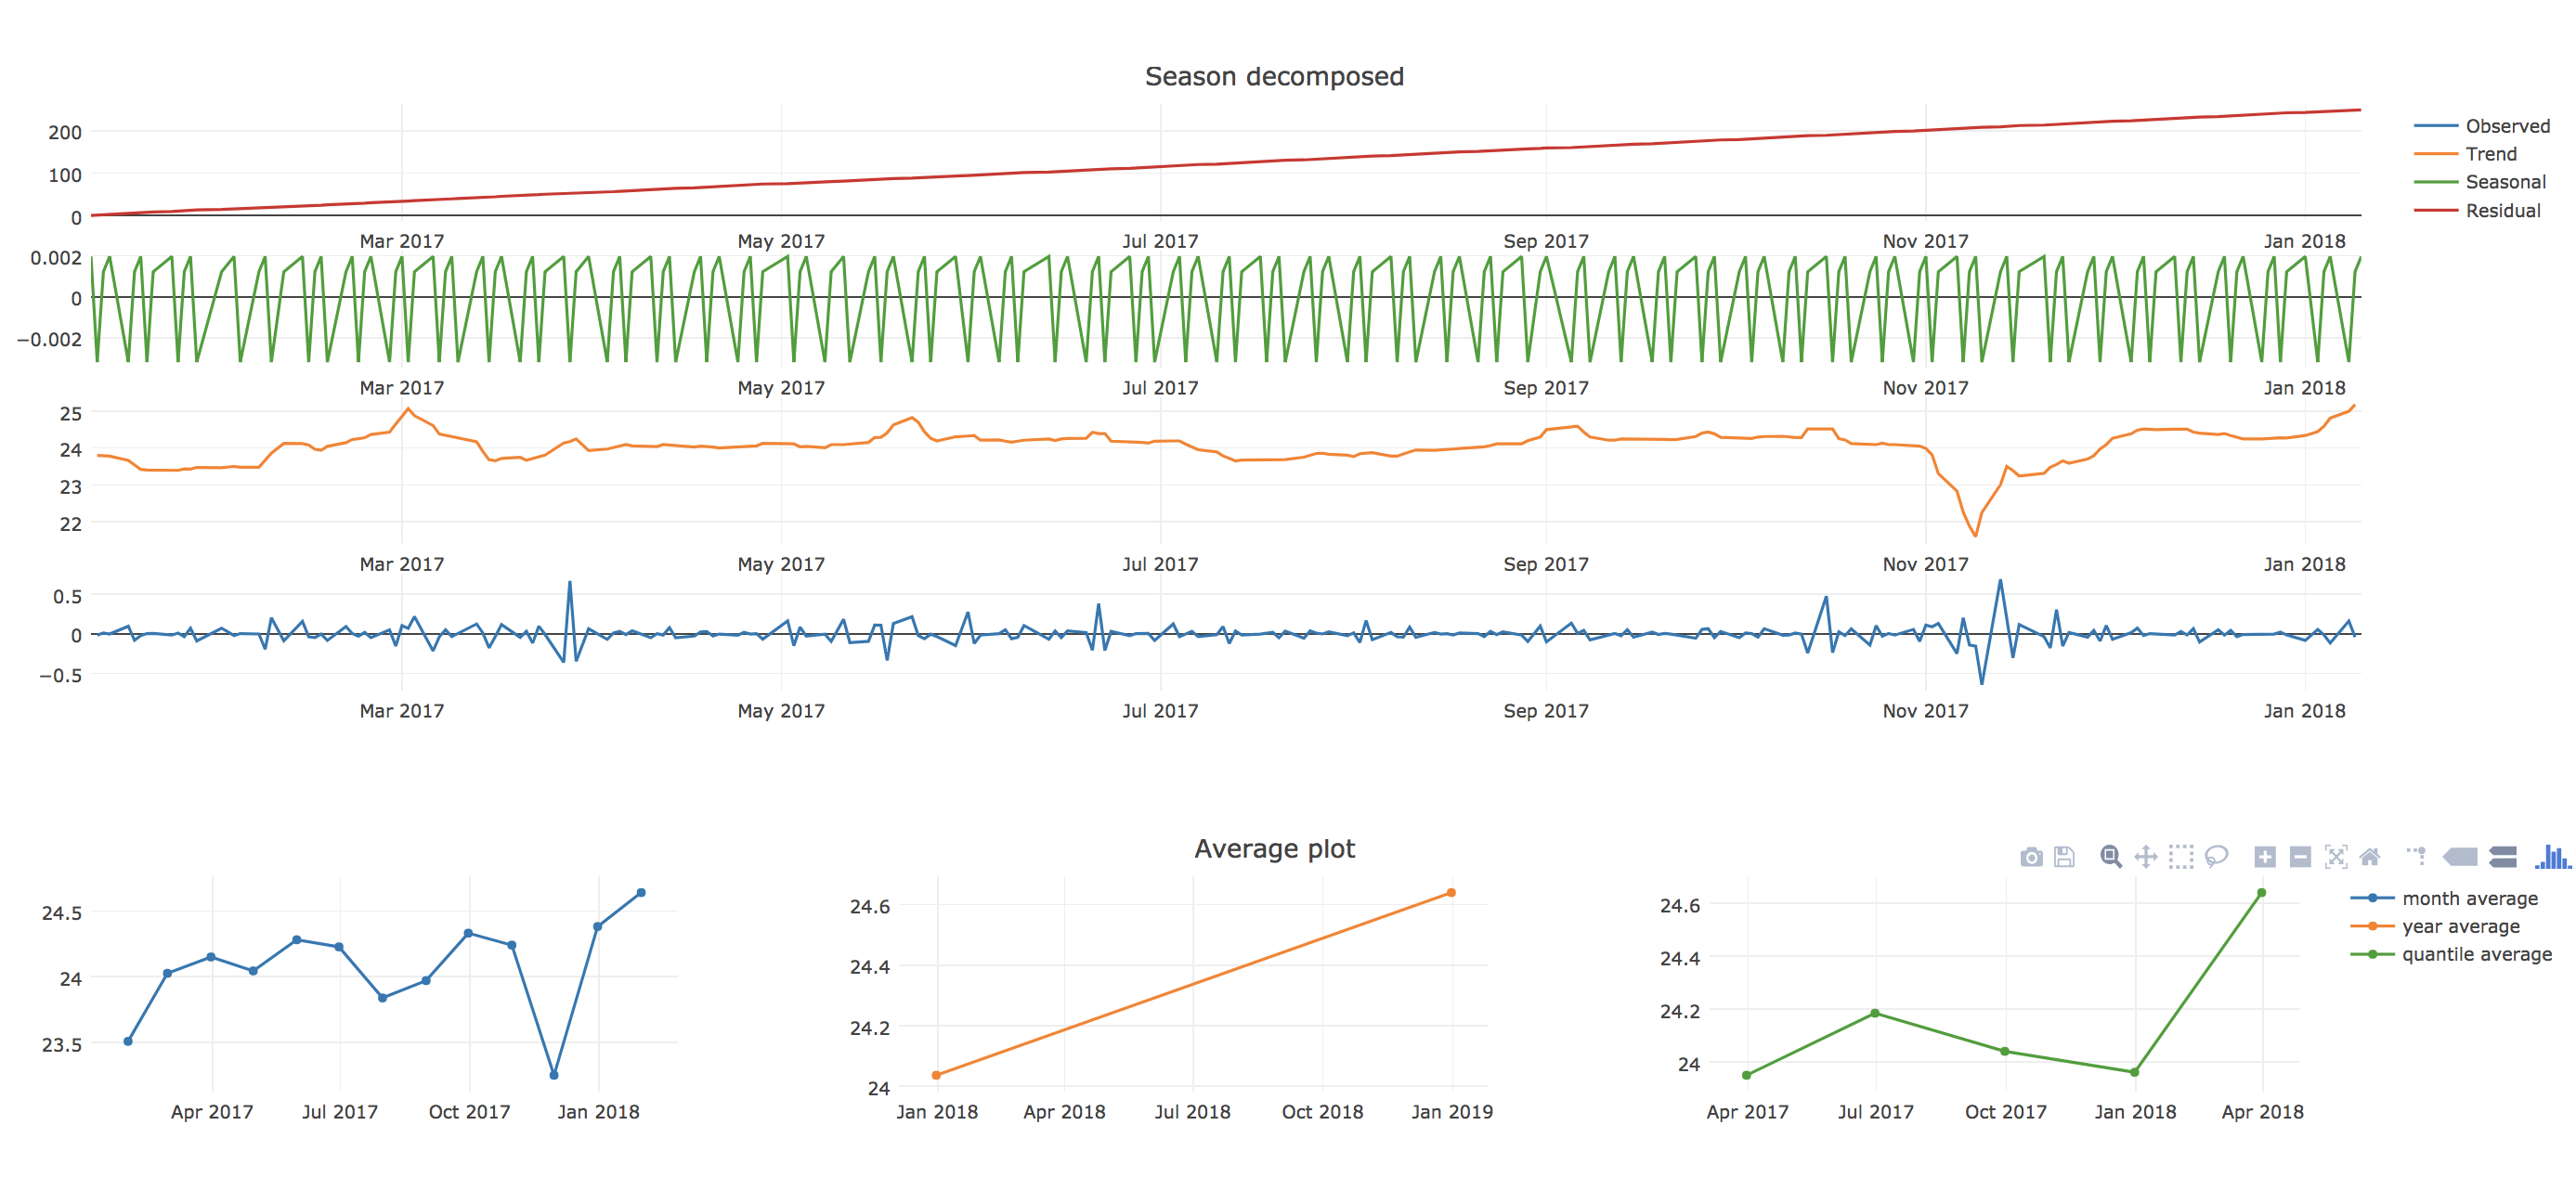 Season decomposed
200
100
0
Mar 2017 May 2017 Jul 2017 Sep 2017 Nov 2017 Jan 2018
Observed
Trend
Seasonal
Residual
0.002
0
−0.002
Mar 2017 May 2017 Jul 2017 Sep 2017 Nov 2017 Jan 2018
25
24
23
22
Mar 2017 May 2017 Jul 2017 Sep 2017 Nov 2017 Jan 2018
0.5
0
−0.5
Mar 2017 May 2017 Jul 2017 Sep 2017 Nov 2017 Jan 2018
Average plot
24.5
24
23.5
Apr 2017 Jul 2017 Oct 2017 Jan 2018
24.6
24.4
24.2
24
Jan 2018 Apr 2018 Jul 2018 Oct 2018 Jan 2019
24.6
24.4
24.2
24
Apr 2017 Jul 2017 Oct 2017 Jan 2018 Apr 2018
month average
year average
quantile average